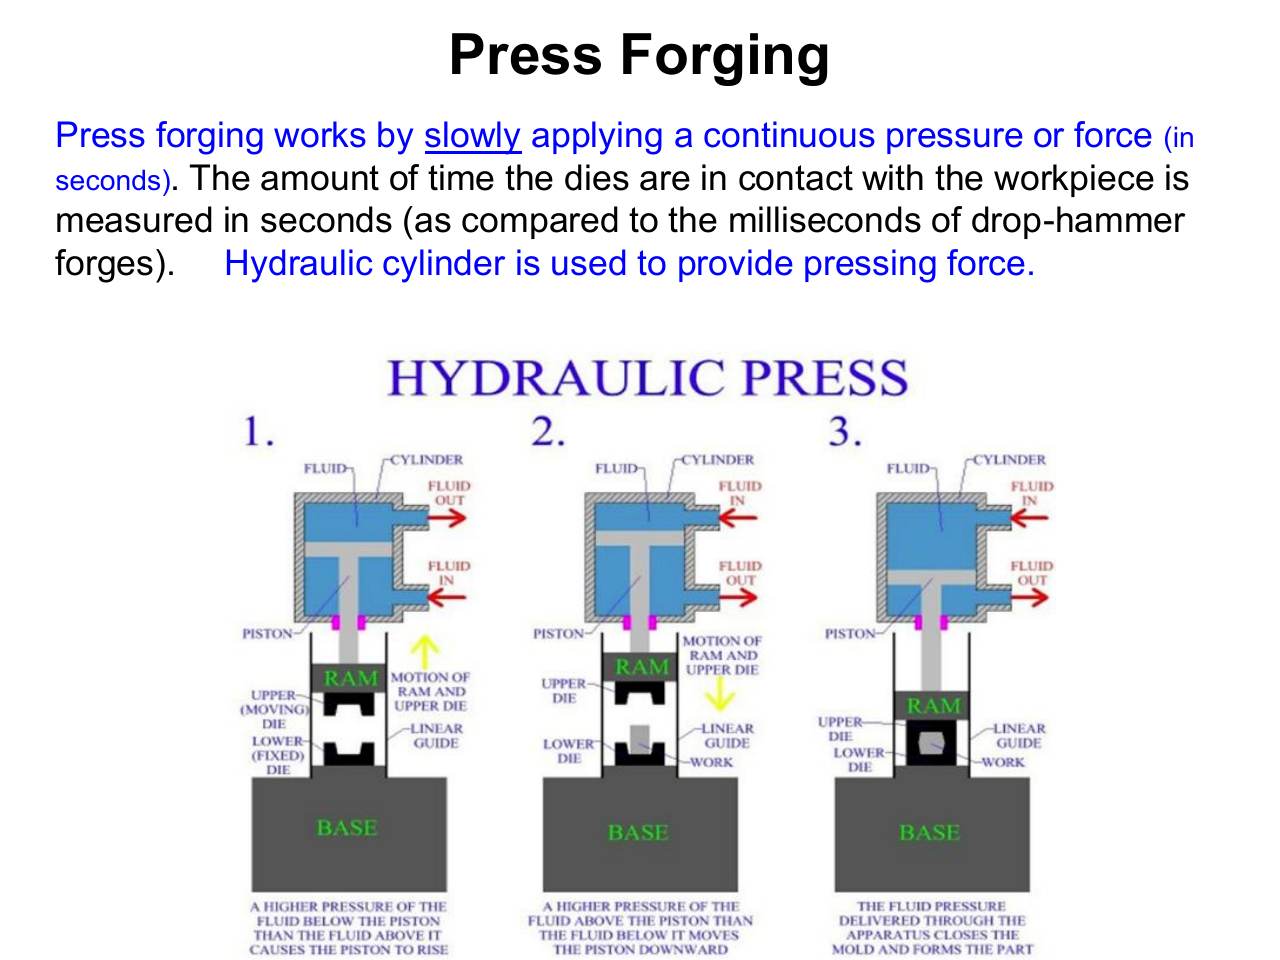 Press Forging
Press forging works by slowly applying a continuous pressure or force (in
seconds). The amount of time the dies are in contact with the workpiece is
measured in seconds (as compared to the milliseconds of drop-hammer
forges). Hydraulic cylinder is used to provide pressing force.
HYDRAULIC PRESS
1.
FLUID
CYLINDER
FLUID
OUT
FLUID
IN
PISTON
RAM
MOTION OF
RAM AND
UPPER DIE
UPPER
(MOVING)
DIE
LOWER
(FIXED)
DIE
LINEAR
GUIDE
BASE
A HIGHER PRESSURE OF THE
FLUID BELOW THE PISTON
THAN THE FLUID ABOVE IT
CAUSES THE PISTON TO RISE
2.
FLUID
CYLINDER
FLUID
IN
FLUID
OUT
PISTON
MOTION OF
RAM AND
UPPER DIE
RAM
UPPER
DIE
LOWER
DIE
LINEAR
GUIDE
WORK
BASE
A HIGHER PRESSURE OF THE
FLUID ABOVE THE PISTON THAN
THE FLUID BELOW IT MOVES
THE PISTON DOWNWARD
3.
FLUID
CYLINDER
FLUID
IN
FLUID
OUT
PISTON
RAM
UPPER
DIE
LOWER
DIE
LINEAR
GUIDE
WORK
BASE
THE FLUID PRESSURE
DELIVERED THROUGH THE
APPARATUS CLOSES THE
MOLD AND FORMS THE PART